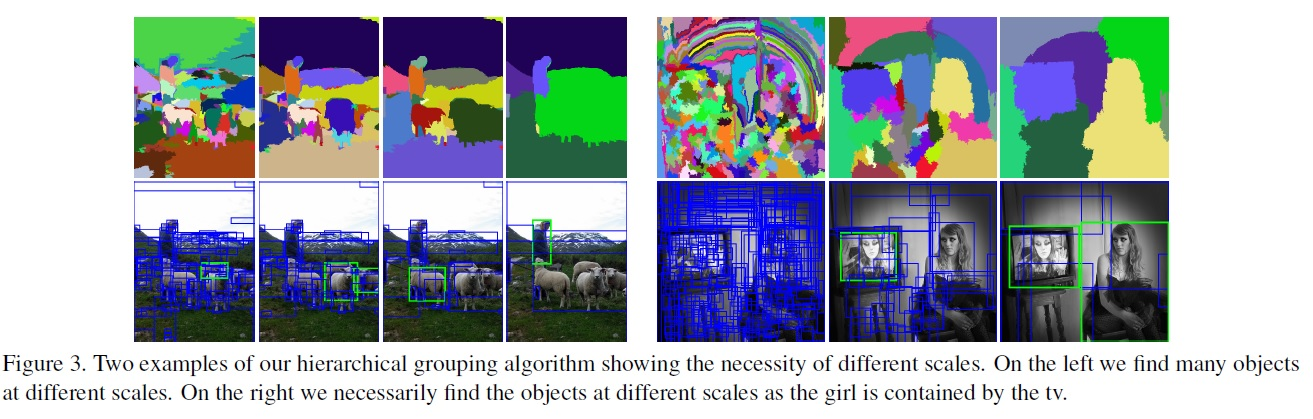 Figure 3. Two examples of our hierarchical grouping algorithm showing the necessity of different scales. On the left we find many objects
at different scales. On the right we necessarily find the objects at different scales as the girl is contained by the tv.